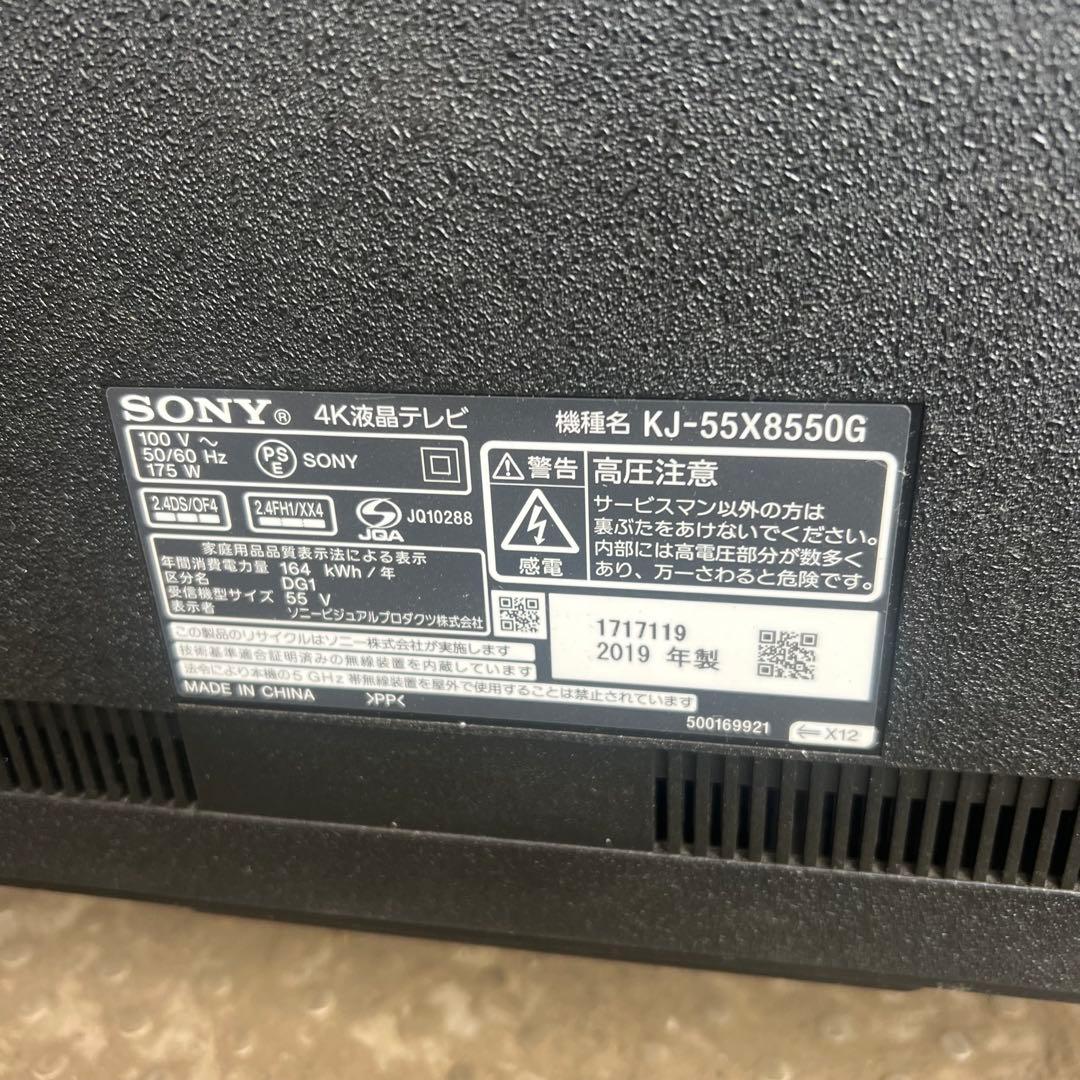 SONY® 4K液晶テレビ 機種名 KJ-55X8550G
100 V ~
50/60 Hz
175 W
PSE SONY
2.4DS/OF4 2.4FH1/XX4
JQA JQ10288
家庭用品品質表示法による表示
年間消費電力量 164 kWh/年
区分名 DG1
受信機型サイズ 55 V
表示者 ソニービジュアルプロダクツ株式会社
この製品のリサイクルはソニー株式会社が実施します
技術基準適合証明済みの無線装置を内蔵しています
法令により本機の5 GHz 帯無線装置を屋外で使用することは禁止されています
MADE IN CHINA >PP<
⚠警告 高圧注意
感電
サービスマン以外の方は
裏ぶたをあけないでください。
内部には高電圧部分が数多く
あり、万一さわると危険です。
1717119
2019 年製
500169921 ⇐X12